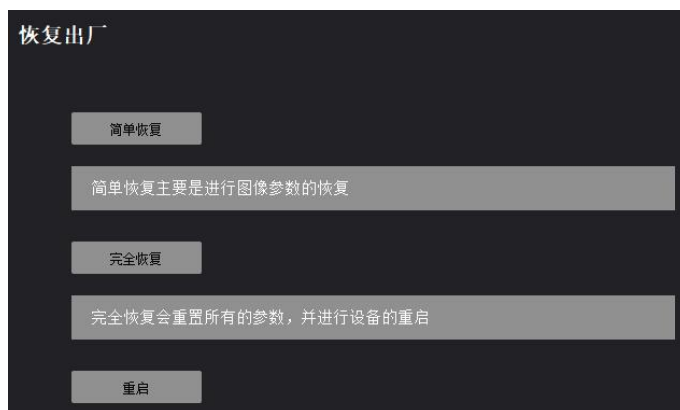 恢复出厂
简单恢复
简单恢复主要是进行图像参数的恢复
完全恢复
完全恢复会重置所有的参数，并进行设备的重启
重启